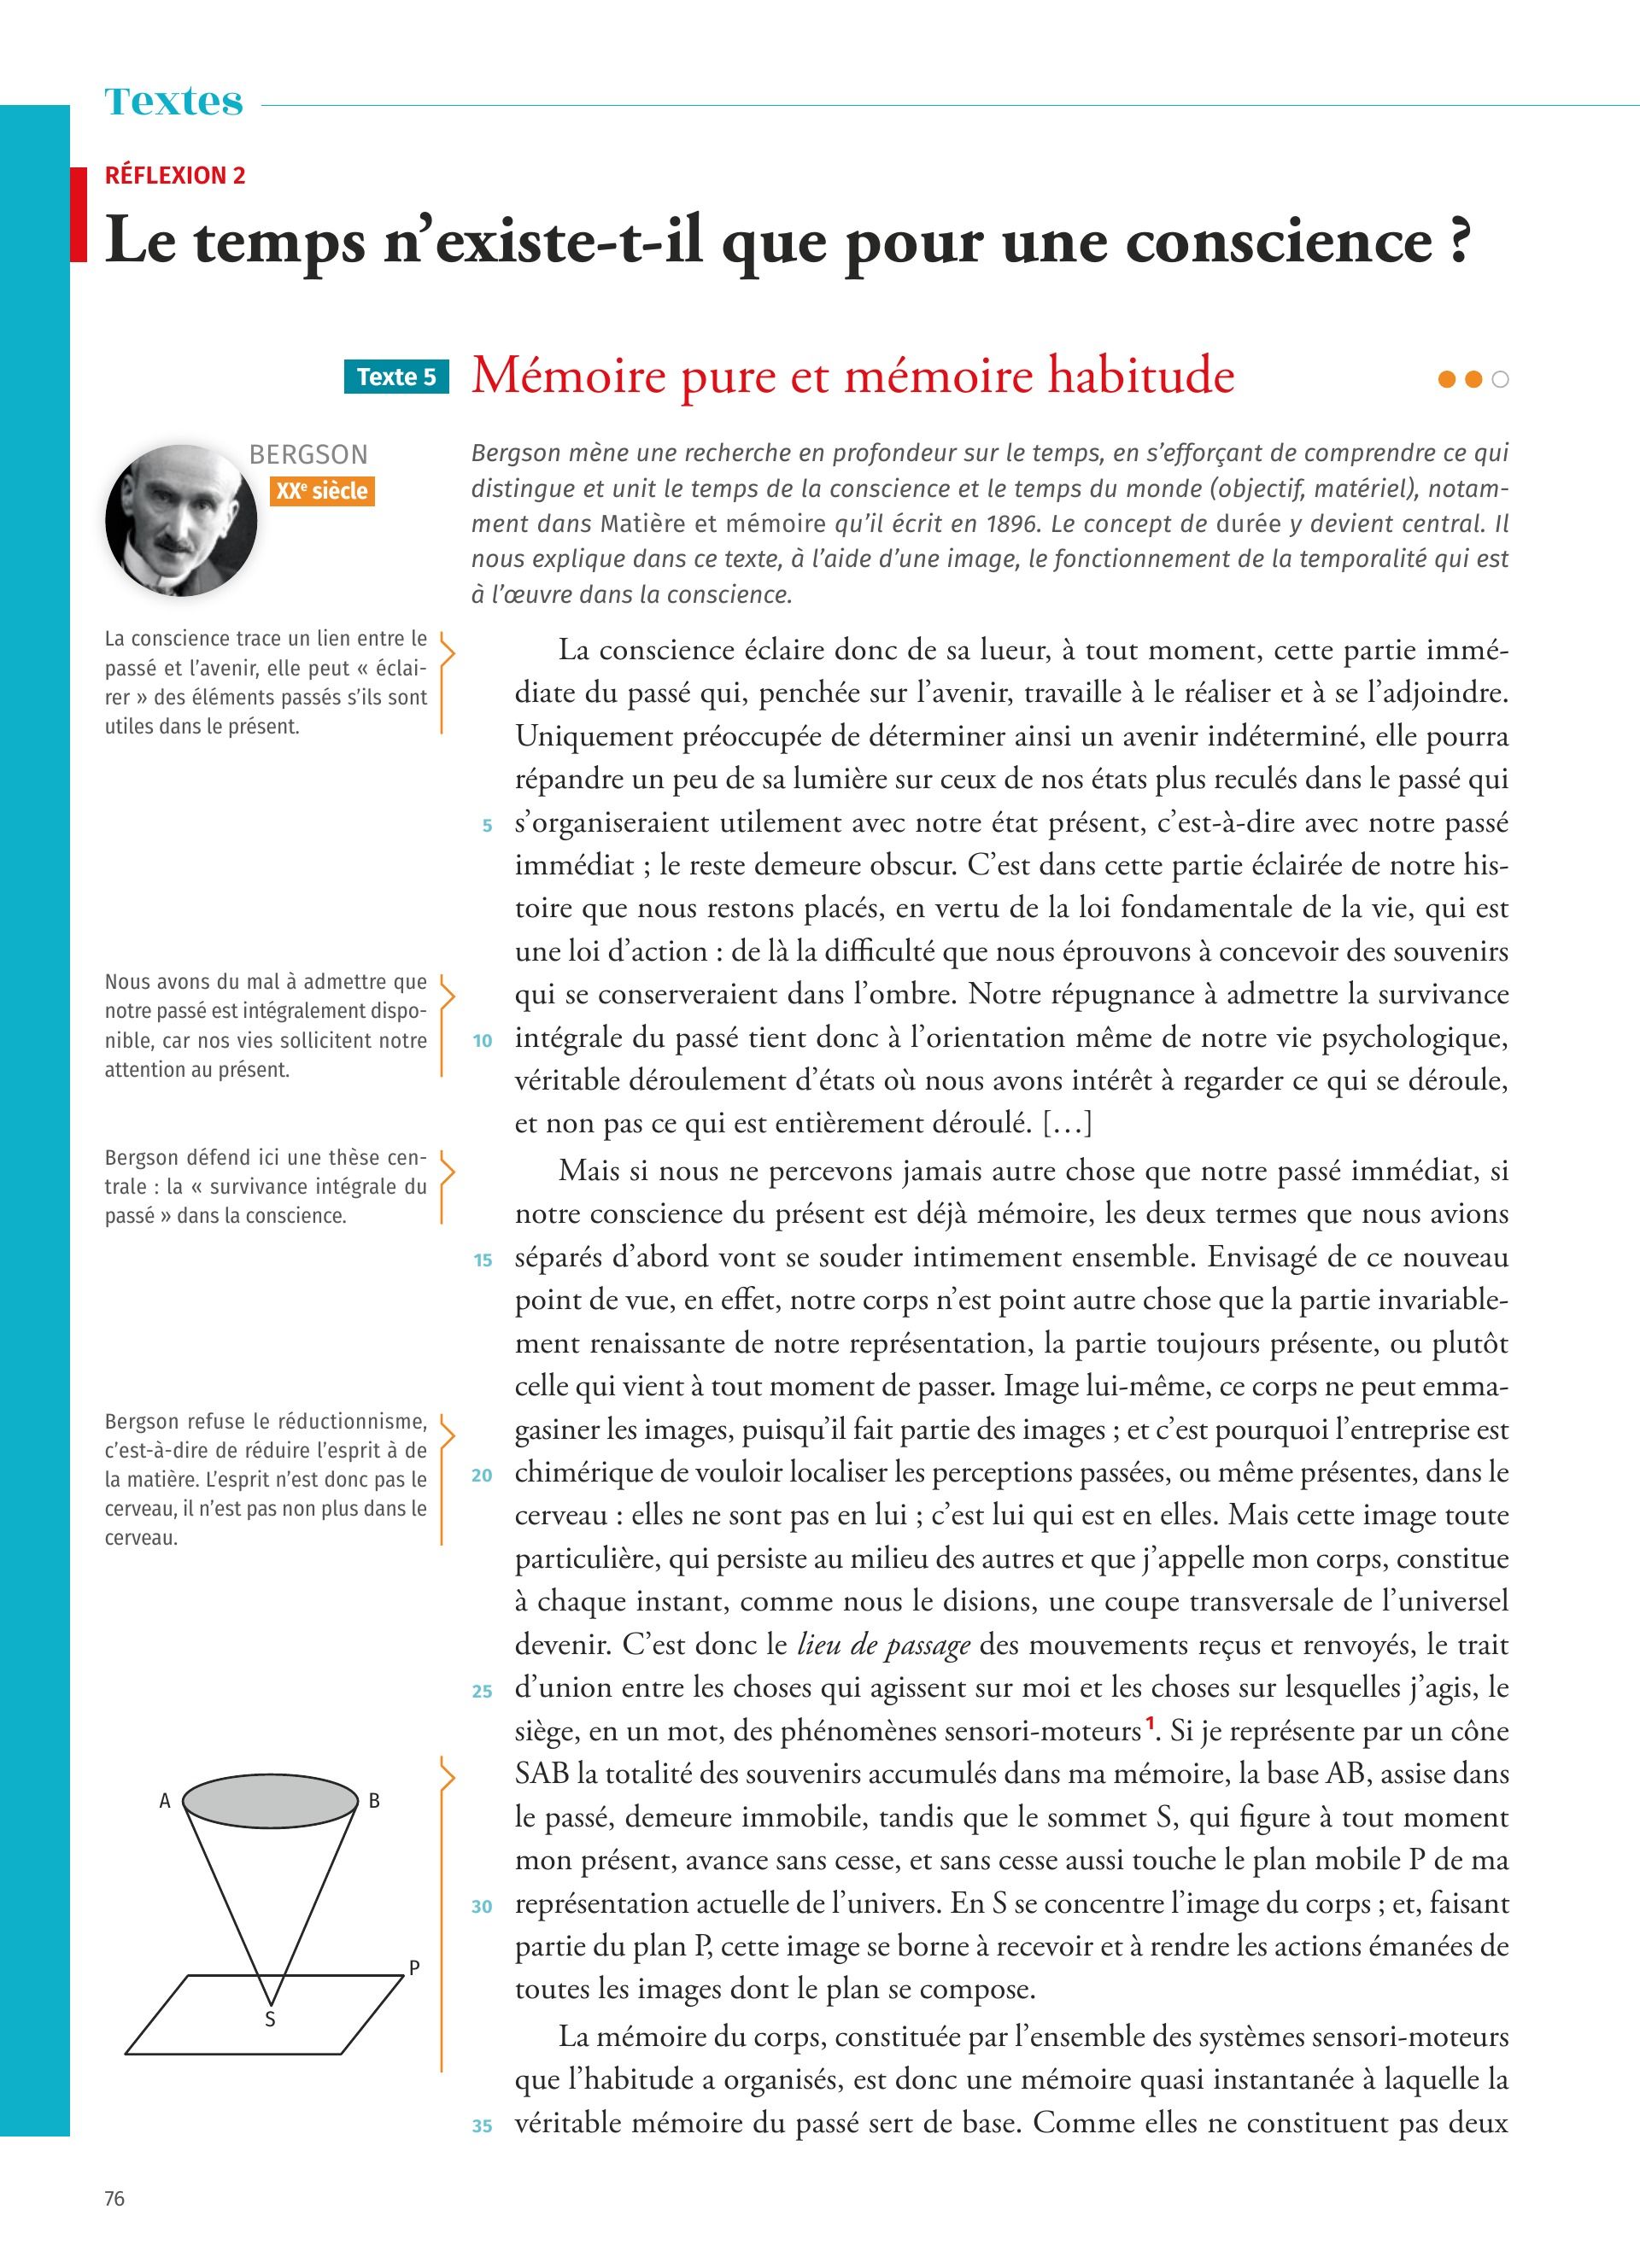 Textes
RÉFLEXION 2
Le temps n’existe-t-il que pour une conscience ?
Texte 5
Mémoire pure et mémoire habitude
BERGSON
XXe siècle
Bergson mène une recherche en profondeur sur le temps, en s’efforçant de comprendre ce qui
distingue et unit le temps de la conscience et le temps du monde (objectif, matériel), notam-
ment dans Matière et mémoire qu’il écrit en 1896. Le concept de durée y devient central. Il
nous explique dans ce texte, à l’aide d’une image, le fonctionnement de la temporalité qui est
à l’œuvre dans la conscience.
La conscience trace un lien entre le
passé et l’avenir, elle peut « éclai-
rer » des éléments passés s’ils sont
utiles dans le présent.
La conscience éclaire donc de sa lueur, à tout moment, cette partie immé-
diate du passé qui, penchée sur l’avenir, travaille à le réaliser et à se l’adjoindre.
Uniquement préoccupée de déterminer ainsi un avenir indéterminé, elle pourra
répandre un peu de sa lumière sur ceux de nos états plus reculés dans le passé qui
5 s’organiseraient utilement avec notre état présent, c’est-à-dire avec notre passé
immédiat ; le reste demeure obscur. C’est dans cette partie éclairée de notre his-
toire que nous restons placés, en vertu de la loi fondamentale de la vie, qui est
une loi d’action : de là la difficulté que nous éprouvons à concevoir des souvenirs
qui se conserveraient dans l’ombre. Notre répugnance à admettre la survivance
10 intégrale du passé tient donc à l’orientation même de notre vie psychologique,
véritable déroulement d’états où nous avons intérêt à regarder ce qui se déroule,
et non pas ce qui est entièrement déroulé. […]
Nous avons du mal à admettre que
notre passé est intégralement dispo-
nible, car nos vies sollicitent notre
attention au présent.
Bergson défend ici une thèse cen-
trale : la « survivance intégrale du
passé » dans la conscience.
Mais si nous ne percevons jamais autre chose que notre passé immédiat, si
notre conscience du présent est déjà mémoire, les deux termes que nous avions
15 séparés d’abord vont se souder intimement ensemble. Envisagé de ce nouveau
point de vue, en effet, notre corps n’est point autre chose que la partie invariable-
ment renaissante de notre représentation, la partie toujours présente, ou plutôt
celle qui vient à tout moment de passer. Image lui-même, ce corps ne peut emma-
gasiner les images, puisqu’il fait partie des images ; et c’est pourquoi l’entreprise est
20 chimérique de vouloir localiser les perceptions passées, ou même présentes, dans le
cerveau : elles ne sont pas en lui ; c’est lui qui est en elles. Mais cette image toute
particulière, qui persiste au milieu des autres et que j’appelle mon corps, constitue
à chaque instant, comme nous le disions, une coupe transversale de l’universel
devenir. C’est donc le lieu de passage des mouvements reçus et renvoyés, le trait
25 d’union entre les choses qui agissent sur moi et les choses sur lesquelles j’agis, le
siège, en un mot, des phénomènes sensori-moteurs1. Si je représente par un cône
SAB la totalité des souvenirs accumulés dans ma mémoire, la base AB, assise dans
le passé, demeure immobile, tandis que le sommet S, qui figure à tout moment
mon présent, avance sans cesse, et sans cesse aussi touche le plan mobile P de ma
30 représentation actuelle de l’univers. En S se concentre l’image du corps ; et, faisant
partie du plan P, cette image se borne à recevoir et à rendre les actions émanées de
toutes les images dont le plan se compose.
Bergson refuse le réductionnisme,
c’est-à-dire de réduire l’esprit à de
la matière. L’esprit n’est donc pas le
cerveau, il n’est pas non plus dans le
cerveau.
A B
P
S
La mémoire du corps, constituée par l’ensemble des systèmes sensori-moteurs
que l’habitude a organisés, est donc une mémoire quasi instantanée à laquelle la
35 véritable mémoire du passé sert de base. Comme elles ne constituent pas deux
76